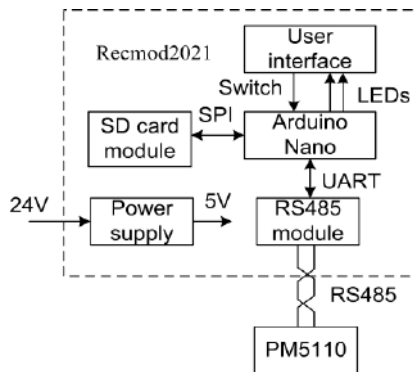 Recmod2021
User
interface
Switch
LEDs
SPI
SD card
module
Arduino
Nano
UART
24V
Power
supply
5V
RS485
module
RS485
PM5110